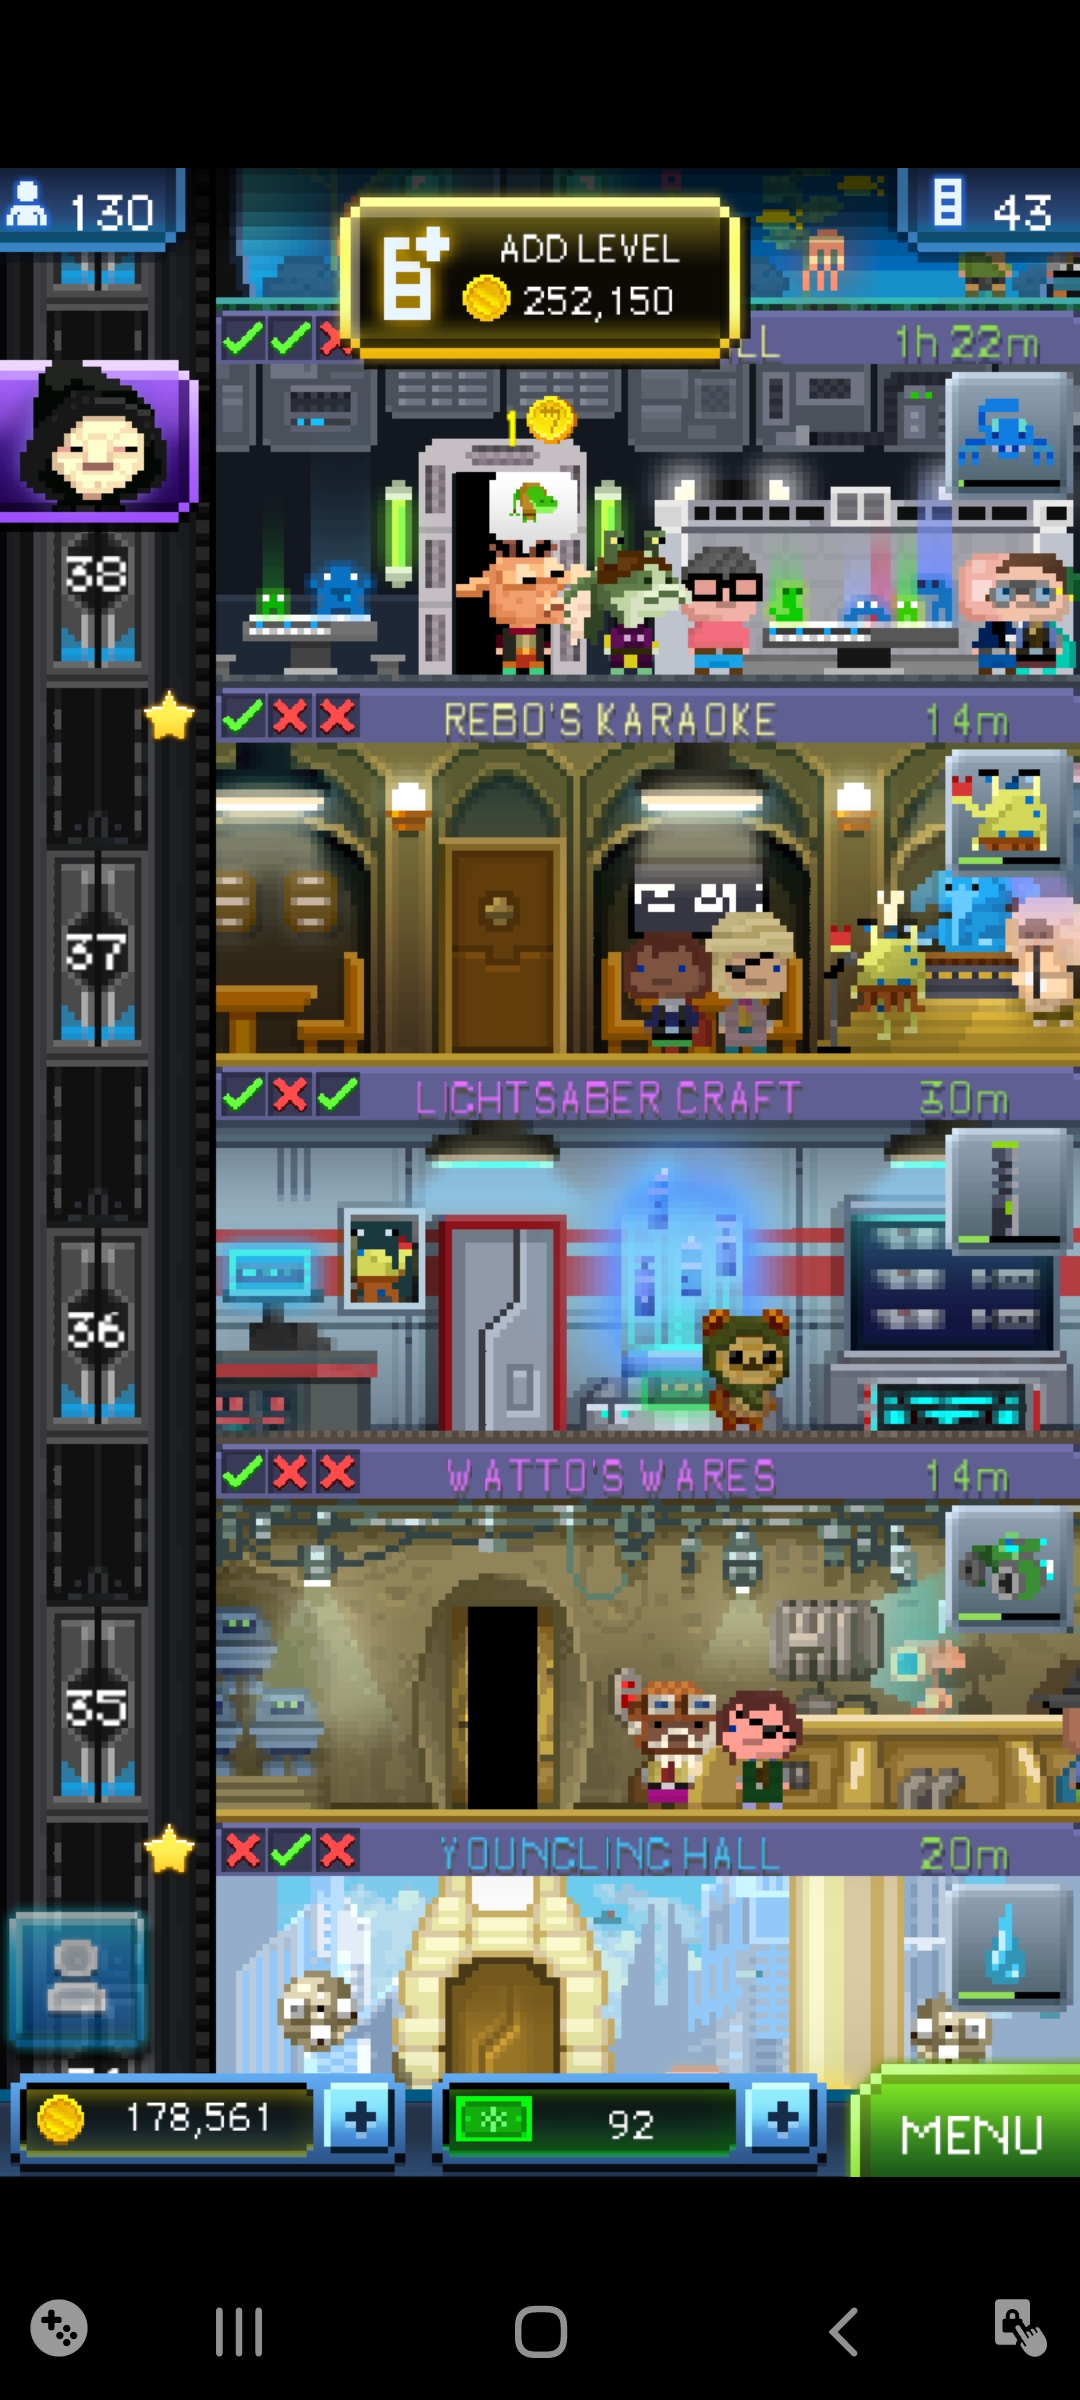 130
ADD LEVEL
252,150
43
LL
1h 22m
1
38
REBO'S KARAOKE
14m
37
LIGHTSABER CRAFT
30m
36
WATTO'S WARES
14m
35
YOUNGLING HALL
20m
178,561
92
MENU